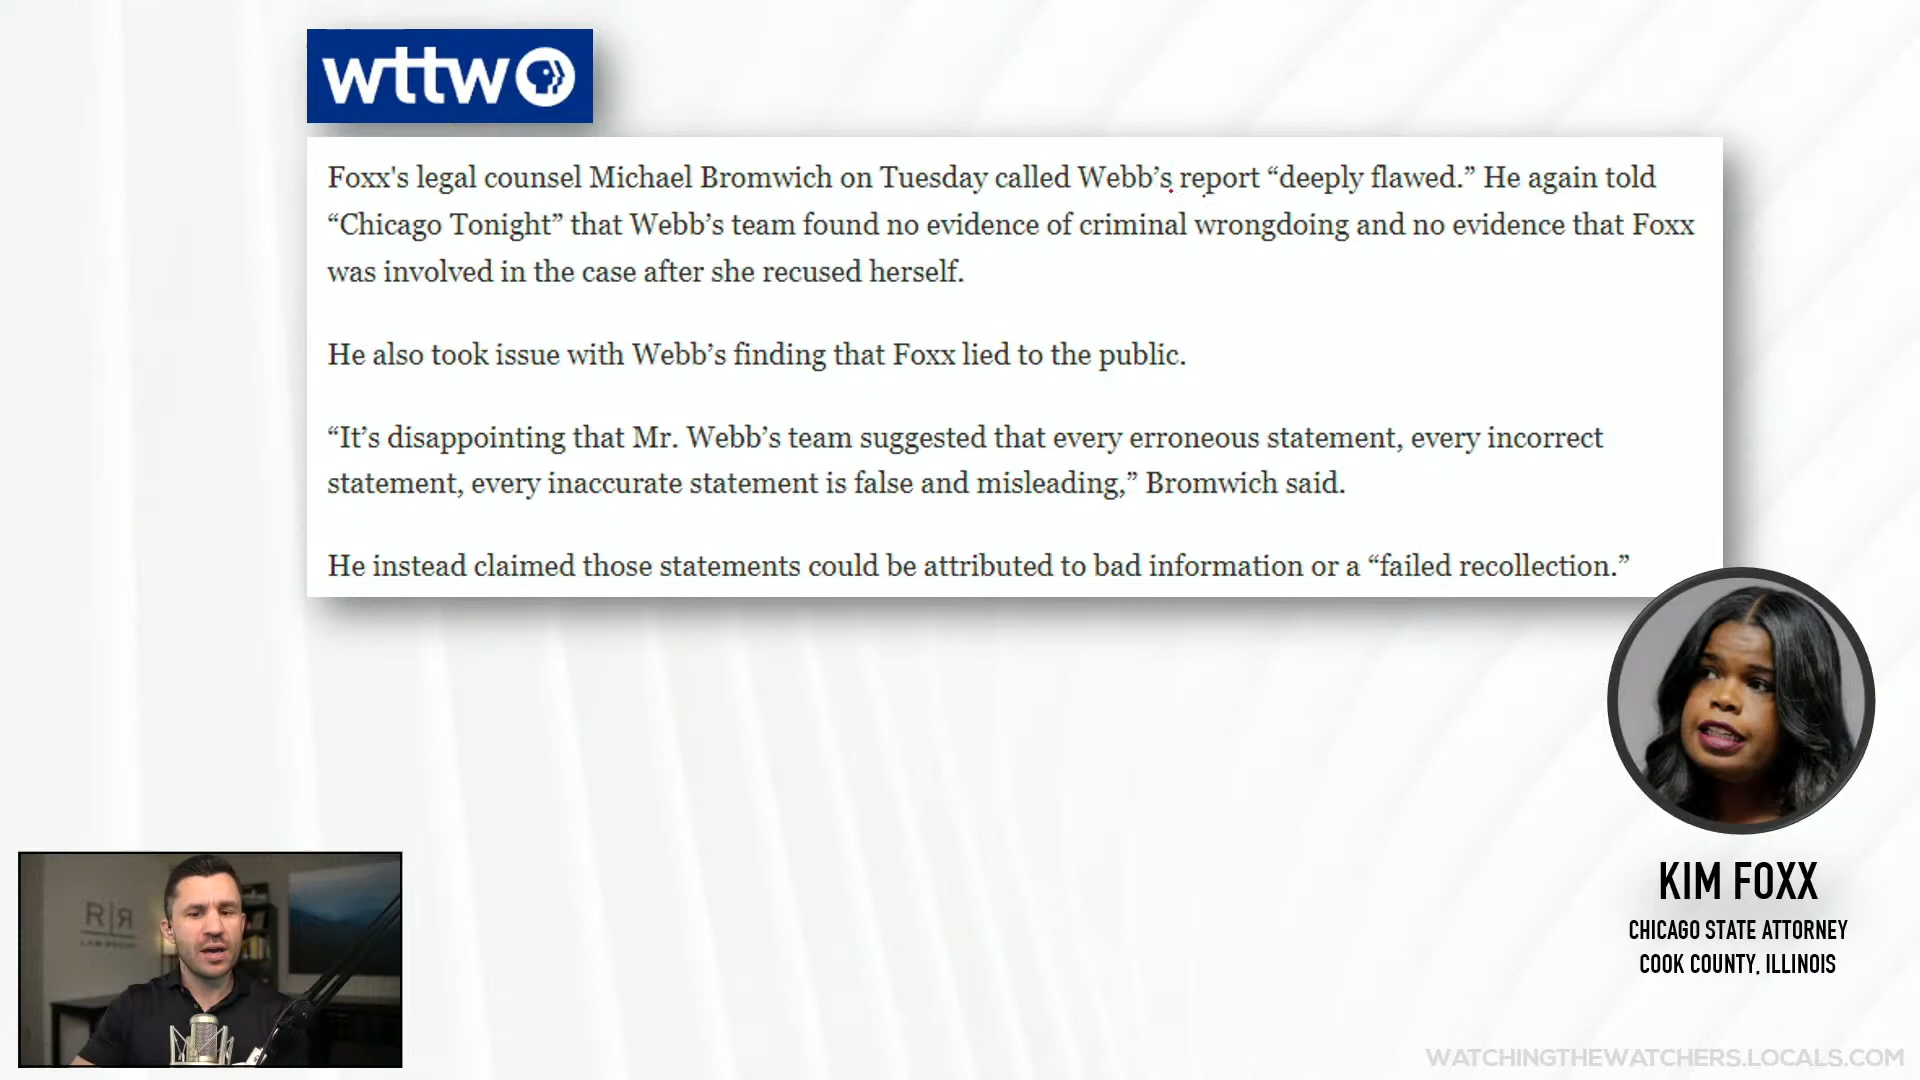 wttw
Foxx's legal counsel Michael Bromwich on Tuesday called Webb’s report “deeply flawed.” He again told
“Chicago Tonight” that Webb’s team found no evidence of criminal wrongdoing and no evidence that Foxx
was involved in the case after she recused herself.
He also took issue with Webb’s finding that Foxx lied to the public.
“It’s disappointing that Mr. Webb’s team suggested that every erroneous statement, every incorrect
statement, every inaccurate statement is false and misleading,” Bromwich said.
He instead claimed those statements could be attributed to bad information or a “failed recollection.”
KIM FOXX
CHICAGO STATE ATTORNEY
COOK COUNTY, ILLINOIS
R|R
LAW GROUP
WATCHINGTHEWATCHERS.LOCALS.COM